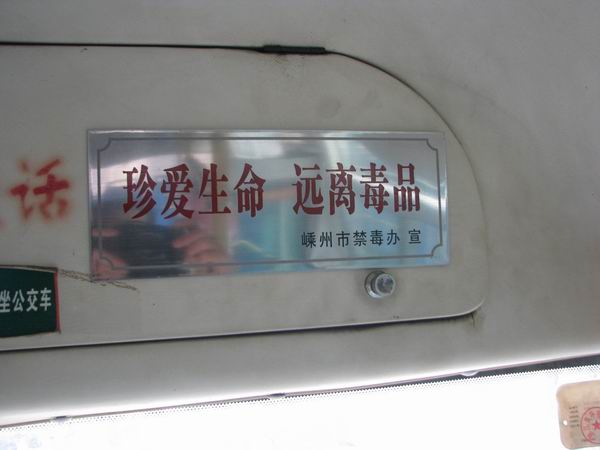 珍爱生命 远离毒品
嵊州市禁毒办 宣
话
坐公交车